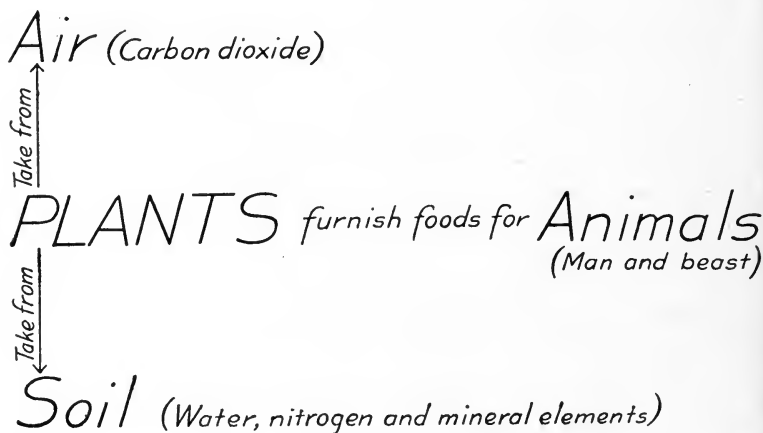 Air (Carbon dioxide)
Take from
PLANTS furnish foods for Animals
(Man and beast)
Take from
Soil (Water, nitrogen and mineral elements)